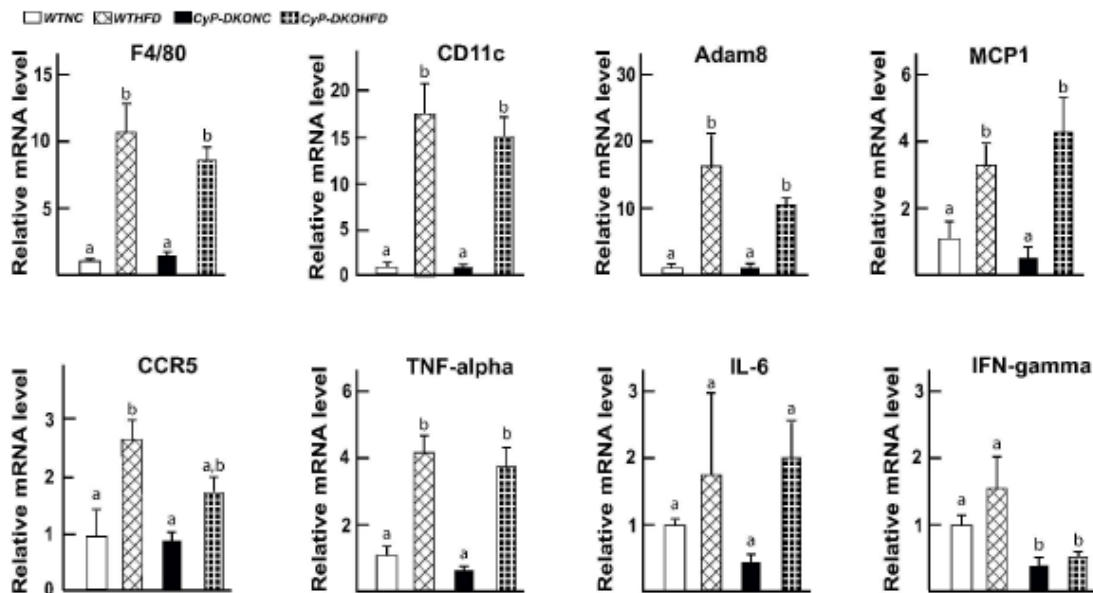 WTNC WTHFD CyP-DKONC CyP-DKOHFD
F4/80
Relative mRNA level
15
10
5
a
b
a
b
CD11c
Relative mRNA level
20
15
10
5
0
a
b
a
b
Adam8
Relative mRNA level
30
20
10
a
b
a
b
MCP1
Relative mRNA level
6
4
2
a
b
a
b
CCR5
Relative mRNA level
3
2
1
0
a
b
a
a,b
TNF-alpha
Relative mRNA level
6
4
2
a
b
a
b
IL-6
Relative mRNA level
3
2
1
a
a
a
a
IFN-gamma
Relative mRNA level
3
2
1
a
a
b
b